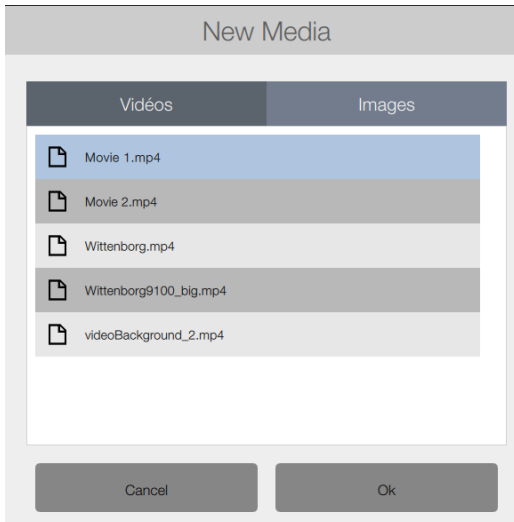 New Media
Vidéos Images
Movie 1.mp4
Movie 2.mp4
Wittenborg.mp4
Wittenborg9100_big.mp4
videoBackground_2.mp4
Cancel Ok